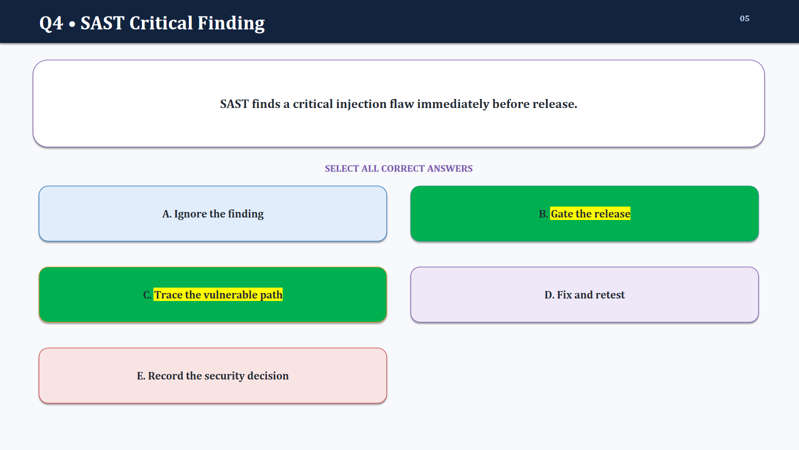 Q4 • SAST Critical Finding
05
SAST finds a critical injection flaw immediately before release.
SELECT ALL CORRECT ANSWERS
A. Ignore the finding
B. Gate the release
C. Trace the vulnerable path
D. Fix and retest
E. Record the security decision